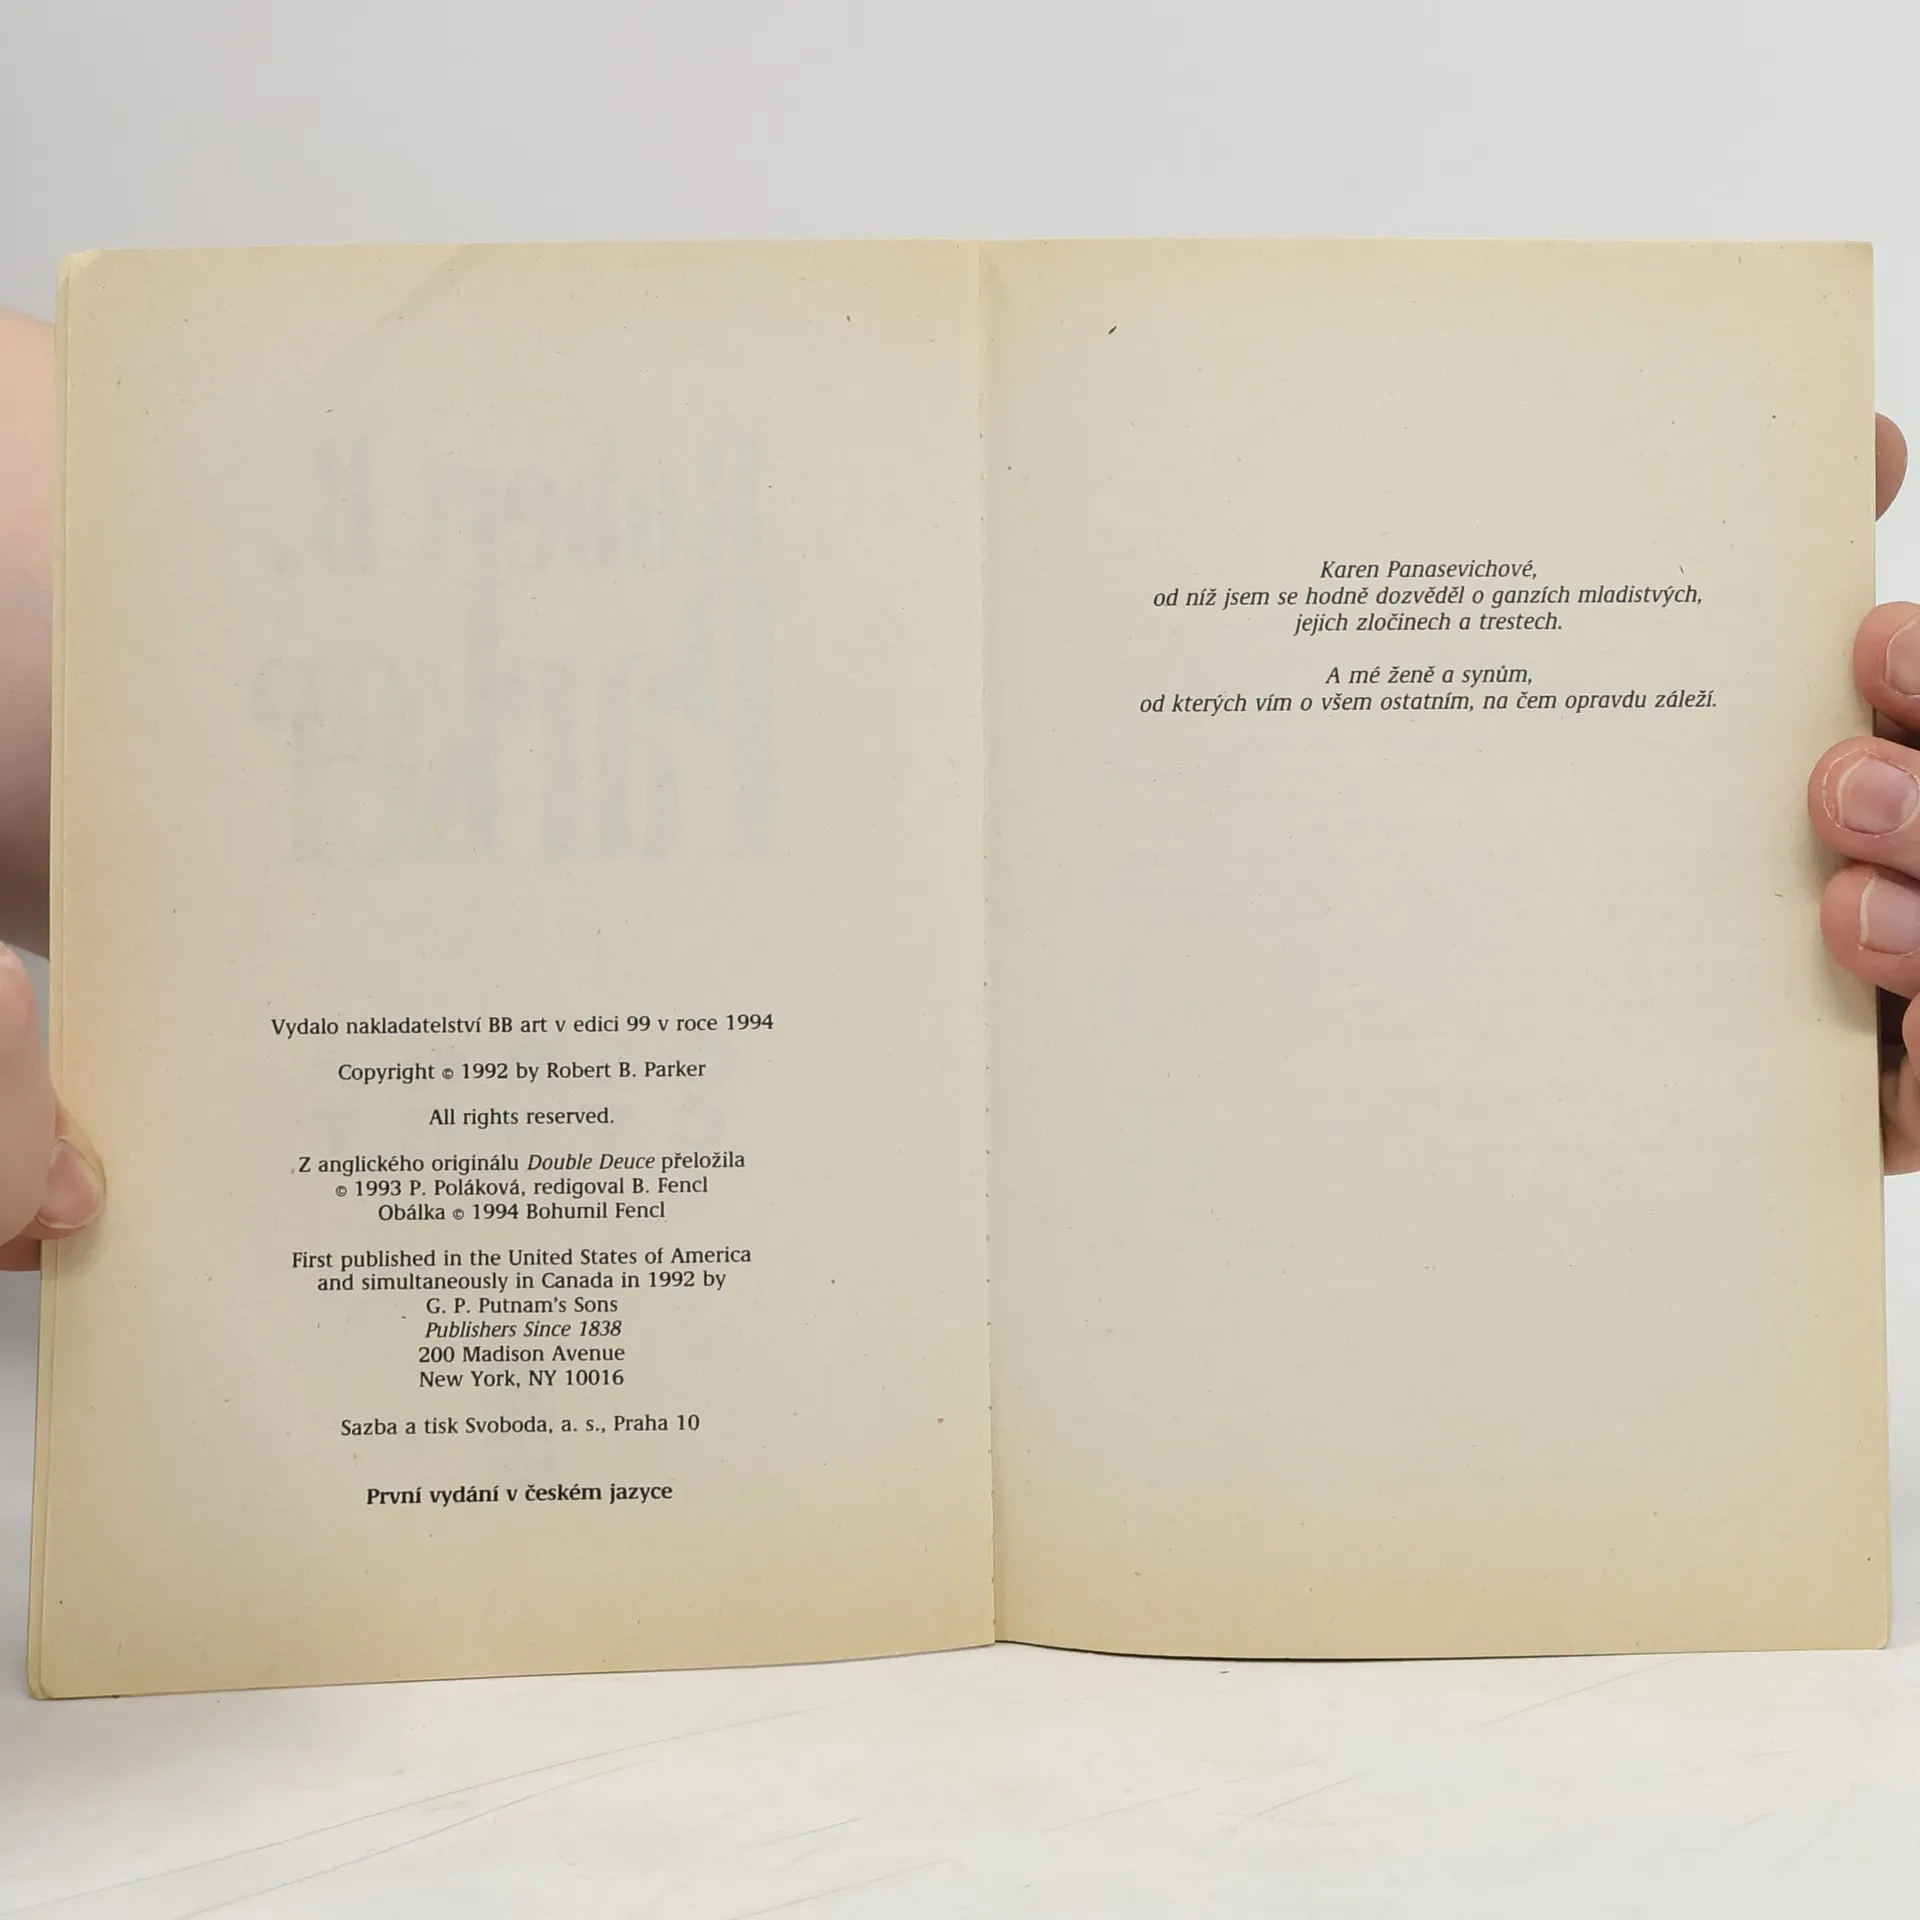 Vydalo nakladatelství BB art v edici 99 v roce 1994
Copyright © 1992 by Robert B. Parker
All rights reserved.
Z anglického originálu Double Deuce přeložila
© 1993 P. Poláková, redigoval B. Fencl
Obálka © 1994 Bohumil Fencl
First published in the United States of America
and simultaneously in Canada in 1992 by
G. P. Putnam's Sons
Publishers Since 1838
200 Madison Avenue
New York, NY 10016
Sazba a tisk Svoboda, a. s., Praha 10
První vydání v českém jazyce
Karen Panasevichové,
od níž jsem se hodně dozvěděl o ganzích mladistvých,
jejich zločinech a trestech.
A mé ženě a synům,
od kterých vím o všem ostatním, na čem opravdu záleží.